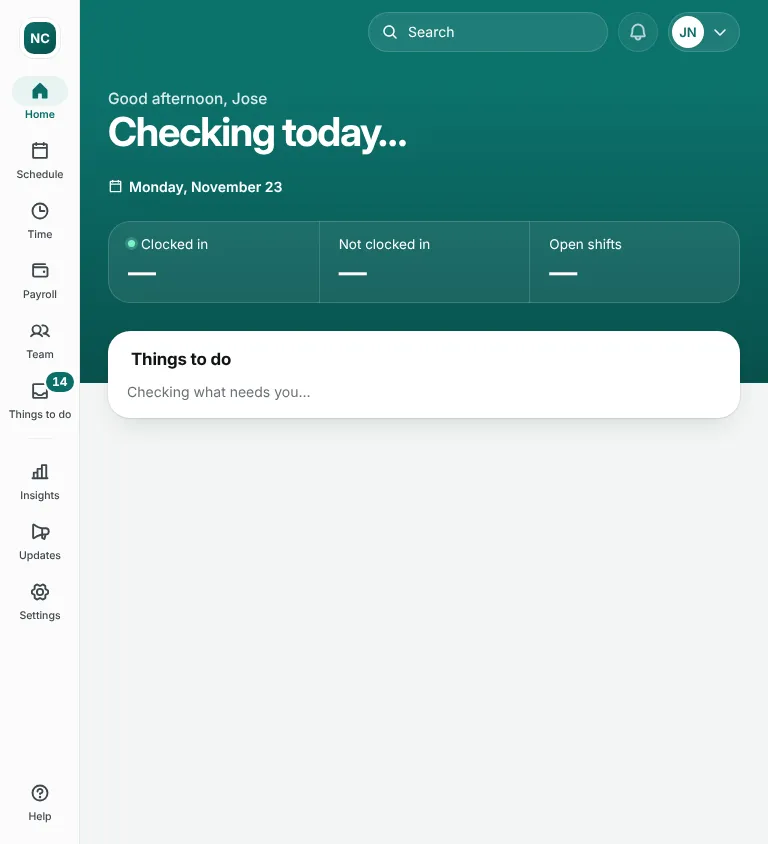 NC
Home
Schedule
Time
Payroll
Team
14
Things to do
Insights
Updates
Settings
Help
Search
JN
Good afternoon, Jose
Checking today...
Monday, November 23
Clocked in
—
Not clocked in
—
Open shifts
—
Things to do
Checking what needs you...